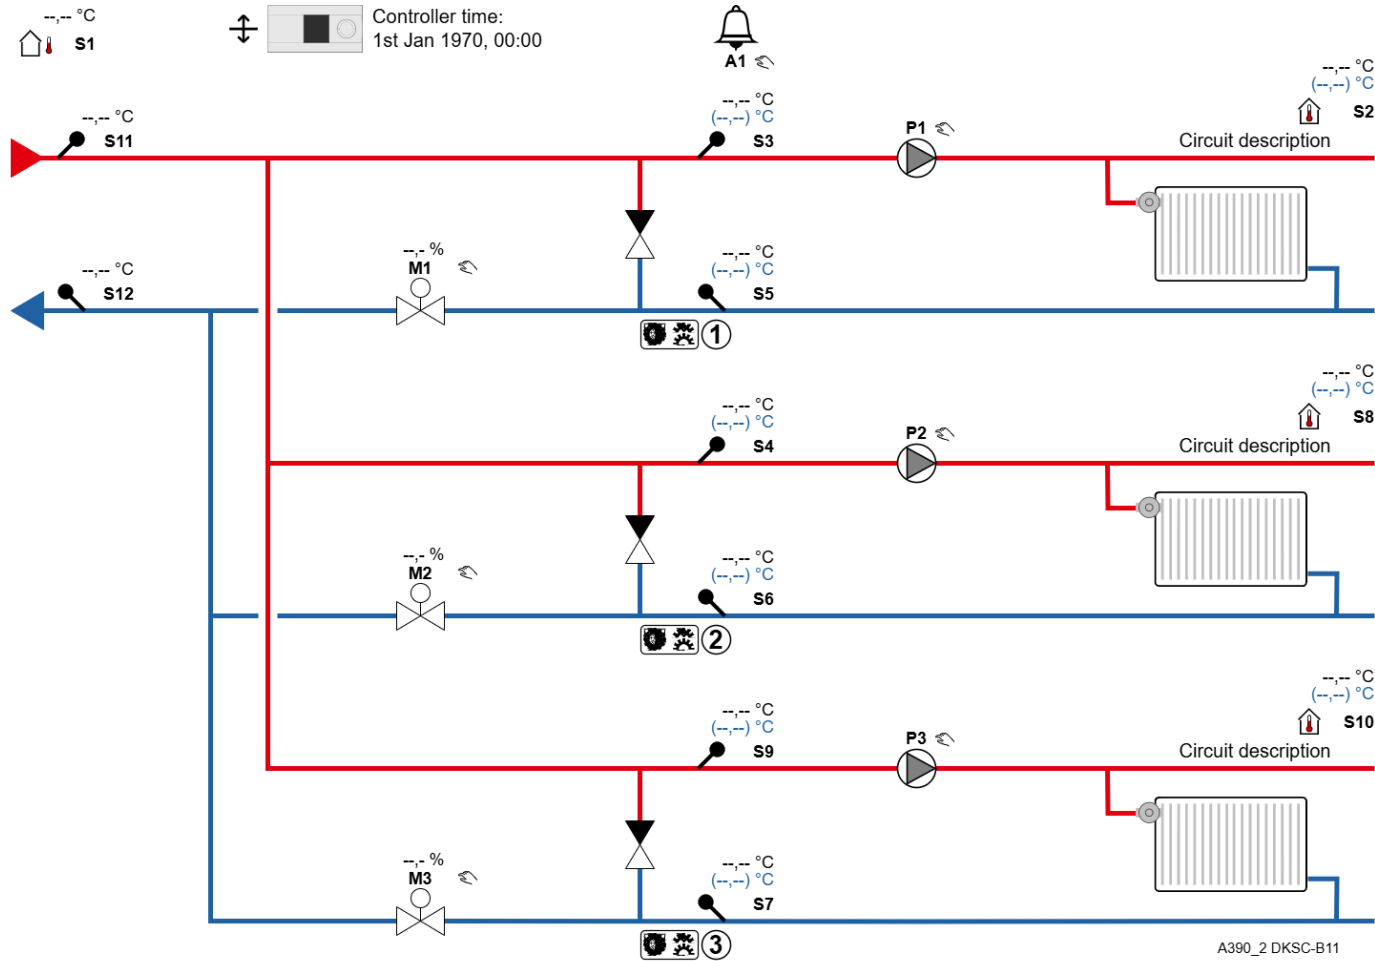 --,-- °C
S1
Controller time:
1st Jan 1970, 00:00
A1
--,-- °C
(--,--) °C
S2
Circuit description
--,-- °C
S11
--,-- °C
(--,--) °C
S3
P1
--,- %
M1
--,-- °C
(--,--) °C
S5
--,-- °C
S12
1
--,-- °C
(--,--) °C
S8
Circuit description
--,-- °C
(--,--) °C
S4
P2
--,- %
M2
--,-- °C
(--,--) °C
S6
2
--,-- °C
(--,--) °C
S10
Circuit description
--,-- °C
(--,--) °C
S9
P3
--,- %
M3
--,-- °C
(--,--) °C
S7
3
A390_2 DKSC-B11